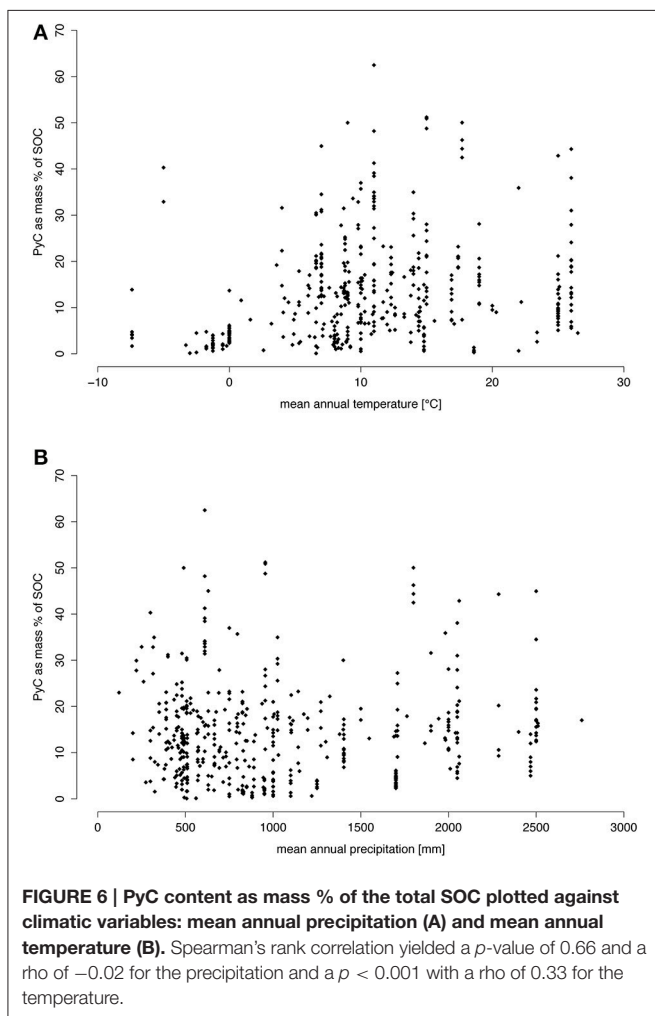 A
70
60
50
40
30
20
10
0
PyC as mass % of SOC
−10 0 10 20 30
mean annual temperature [°C]
B
70
60
50
40
30
20
10
0
PyC as mass % of SOC
0 500 1000 1500 2000 2500 3000
mean annual precipitation [mm]
FIGURE 6 | PyC content as mass % of the total SOC plotted against
climatic variables: mean annual precipitation (A) and mean annual
temperature (B). Spearman's rank correlation yielded a p-value of 0.66 and a
rho of −0.02 for the precipitation and a p < 0.001 with a rho of 0.33 for the
temperature.